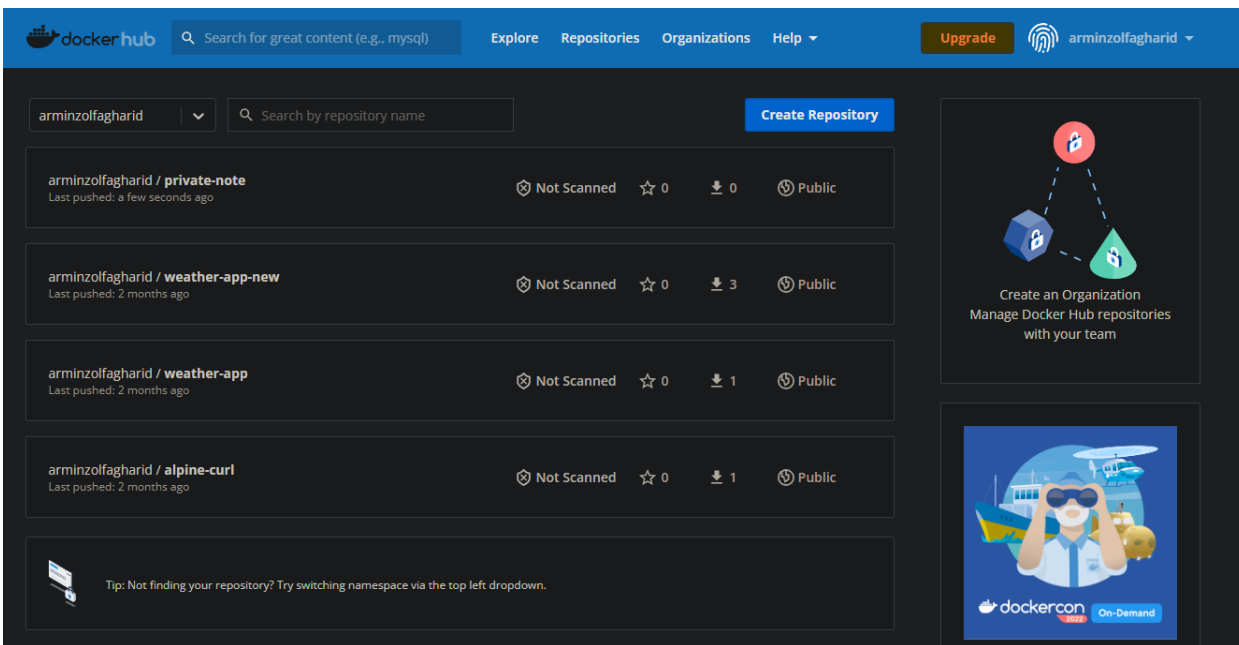 docker hub
Search for great content (e.g., mysql)
Explore Repositories Organizations Help
Upgrade
arminzolfagharid
arminzolfagharid
Search by repository name
Create Repository
arminzolfagharid / private-note
Last pushed: a few seconds ago
Not Scanned 0 0 Public
arminzolfagharid / weather-app-new
Last pushed: 2 months ago
Not Scanned 0 3 Public
arminzolfagharid / weather-app
Last pushed: 2 months ago
Not Scanned 0 1 Public
arminzolfagharid / alpine-curl
Last pushed: 2 months ago
Not Scanned 0 1 Public
Tip: Not finding your repository? Try switching namespace via the top left dropdown.
Create an Organization
Manage Docker Hub repositories
with your team
dockercon
2022
On-Demand